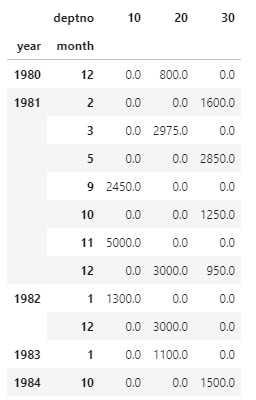 deptno 10 20 30
year month
1980 12 0.0 800.0 0.0
1981 2 0.0 0.0 1600.0
3 0.0 2975.0 0.0
5 0.0 0.0 2850.0
9 2450.0 0.0 0.0
10 0.0 0.0 1250.0
11 5000.0 0.0 0.0
12 0.0 3000.0 950.0
1982 1 1300.0 0.0 0.0
12 0.0 3000.0 0.0
1983 1 0.0 1100.0 0.0
1984 10 0.0 0.0 1500.0